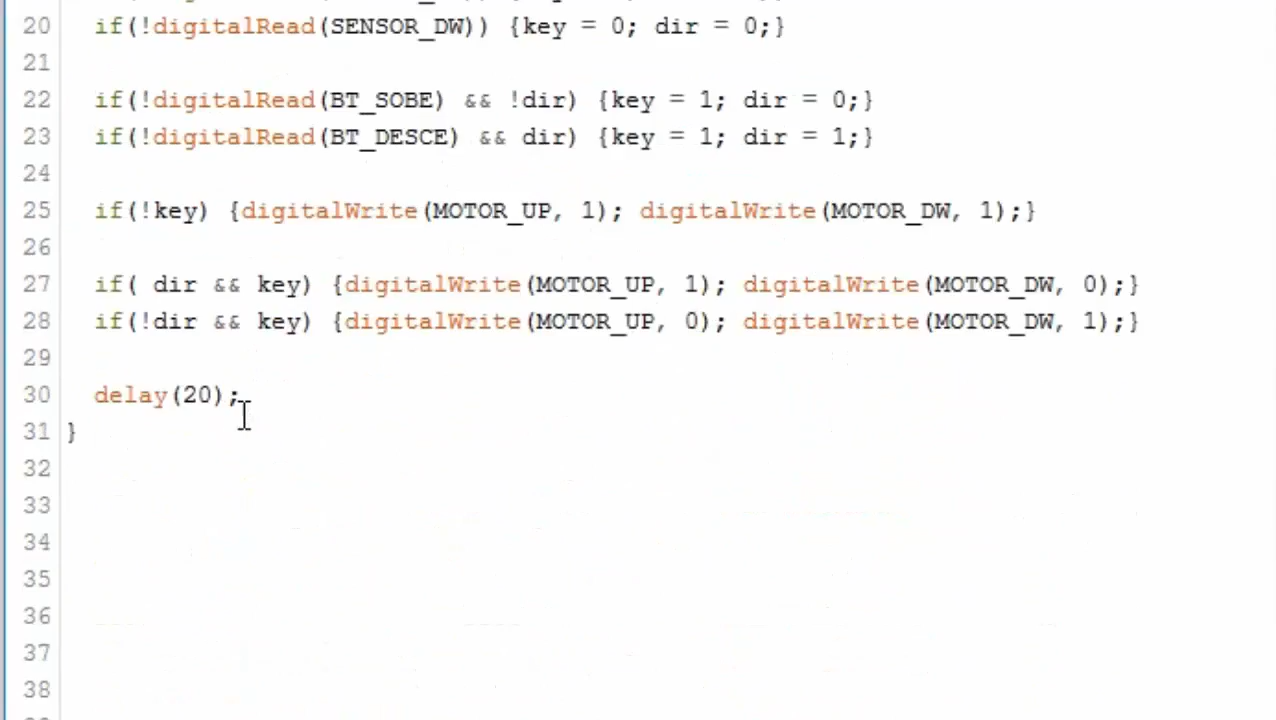 20 if(!digitalRead(SENSOR_DW)) {key = 0; dir = 0;}
21
22 if(!digitalRead(BT_SOBE) && !dir) {key = 1; dir = 0;}
23 if(!digitalRead(BT_DESCE) && dir) {key = 1; dir = 1;}
24
25 if(!key) {digitalWrite(MOTOR_UP, 1); digitalWrite(MOTOR_DW, 1);}
26
27 if( dir && key) {digitalWrite(MOTOR_UP, 1); digitalWrite(MOTOR_DW, 0);}
28 if(!dir && key) {digitalWrite(MOTOR_UP, 0); digitalWrite(MOTOR_DW, 1);}
29
30 delay(20);
31 }
32
33
34
35
36
37
38